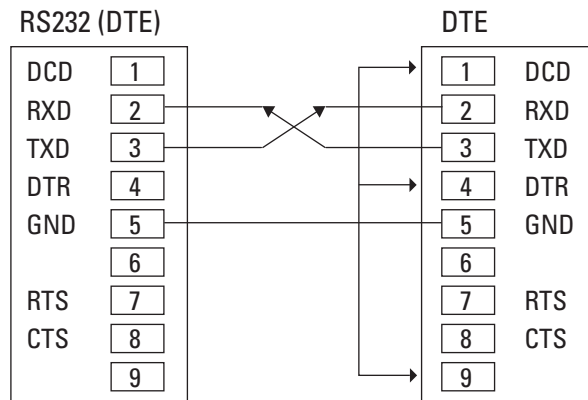 RS232 (DTE) DTE
DCD 1 1 DCD
RXD 2 2 RXD
TXD 3 3 TXD
DTR 4 4 DTR
GND 5 5 GND
6 6
RTS 7 7 RTS
CTS 8 8 CTS
9 9